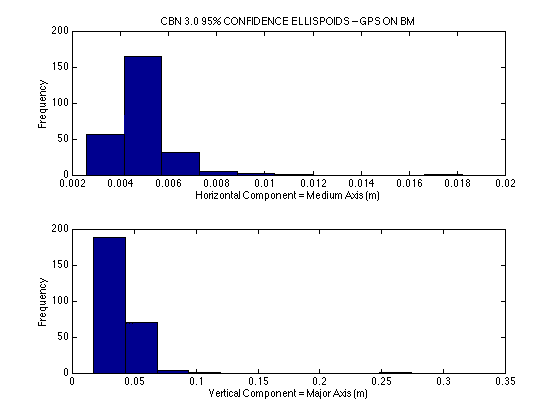 CBN 3.0 95% CONFIDENCE ELLISPOIDS – GPS ON BM
200
150
100
50
0
Frequency
0.002 0.004 0.006 0.008 0.01 0.012 0.014 0.016 0.018 0.02
Horizontal Component = Medium Axis (m)
200
150
100
50
0
Frequency
0 0.05 0.1 0.15 0.2 0.25 0.3 0.35
Vertical Component = Major Axis (m)